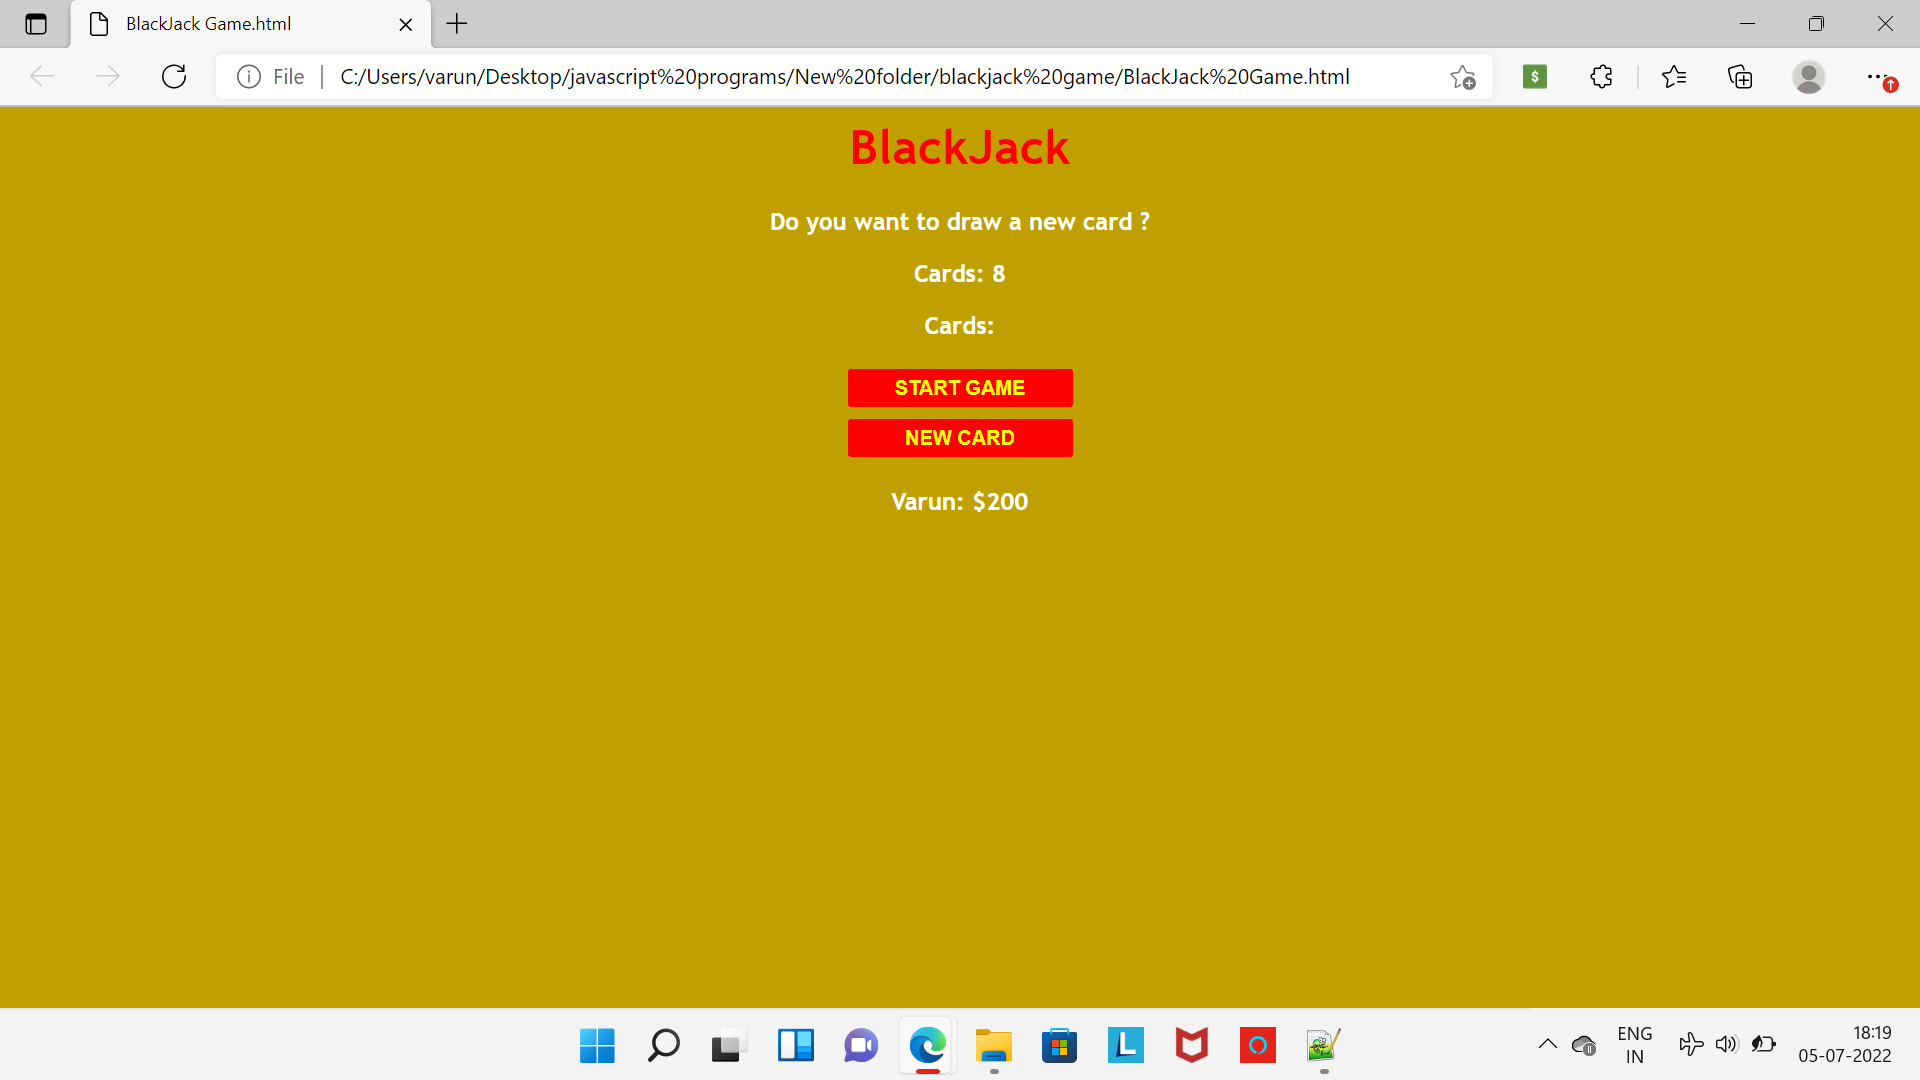 BlackJack Game.html
File
C:/Users/varun/Desktop/javascript%20programs/New%20folder/blackjack%20game/BlackJack%20Game.html
$
BlackJack
Do you want to draw a new card ?
Cards: 8
Cards:
START GAME
NEW CARD
Varun: $200
L
ENG
IN
18:19
05-07-2022